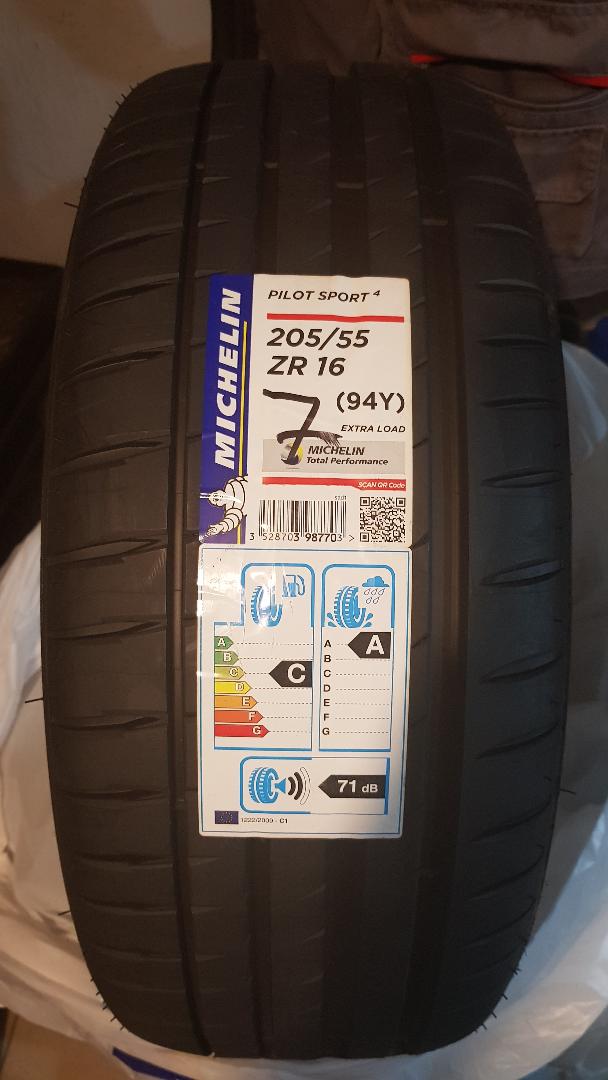 MICHELIN
PILOT SPORT 4
205/55
ZR 16
(94Y)
7
EXTRA LOAD
MICHELIN
Total Performance
SCAN QR Code
3 528703 987703 >
A
B
C
D
E
F
G
C
A
B
C
D
E
F
G
A
71 dB
1222/2009 - C1